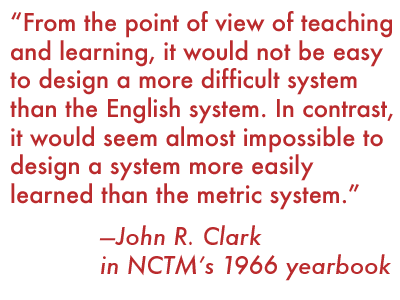 “From the point of view of teaching
and learning, it would not be easy
to design a more difficult system
than the English system. In contrast,
it would seem almost impossible to
design a system more easily
learned than the metric system.”
—John R. Clark
in NCTM’s 1966 yearbook